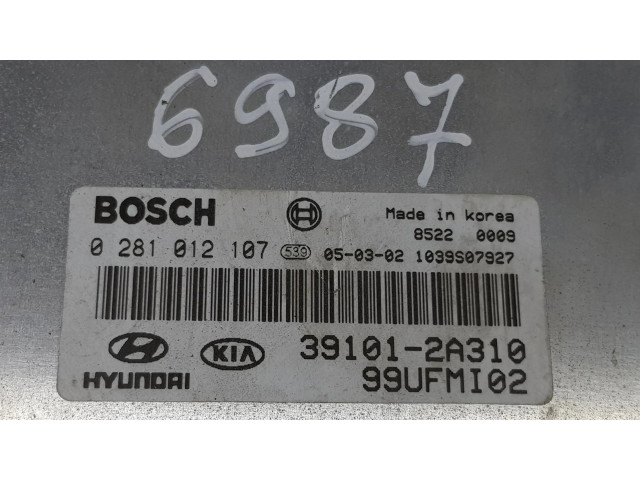 6987
BOSCH Made in Korea
8522 0009
0 281 012 107 539 05-03-02 1039S07927
KIA 39101-2A310
HYUNDAI 99UFMI02